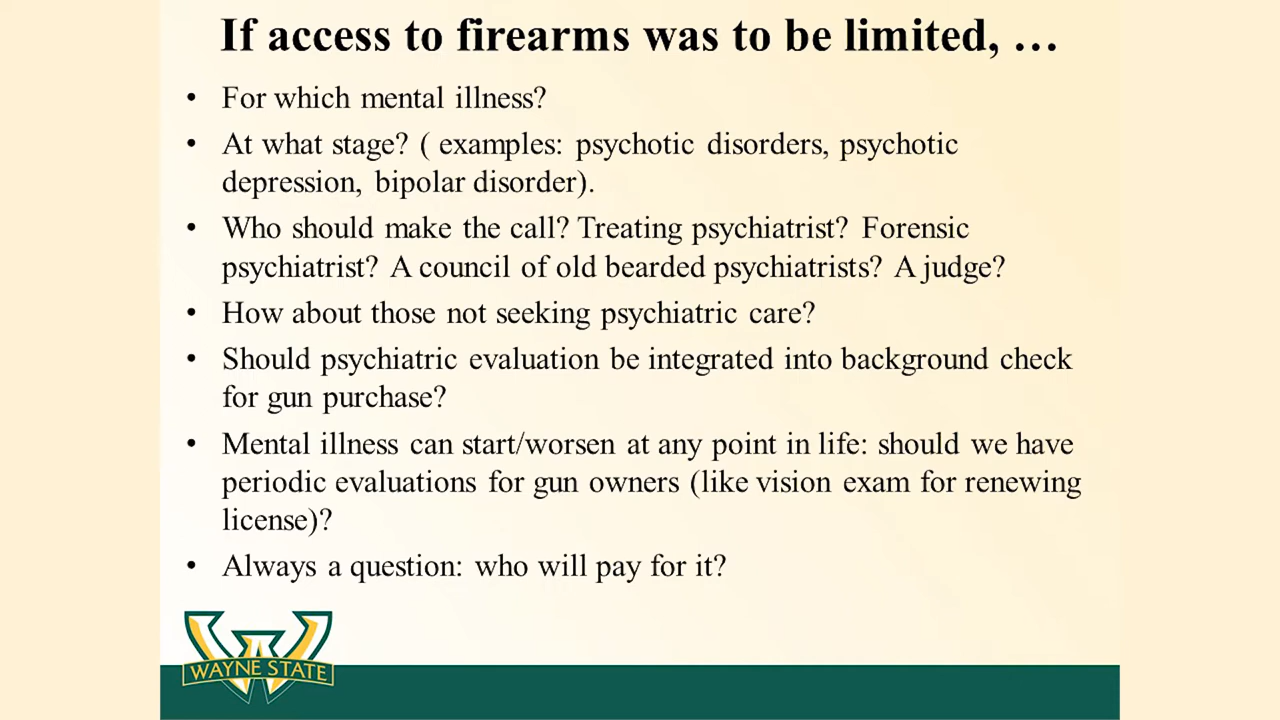 If access to firearms was to be limited, …
• For which mental illness?
• At what stage? ( examples: psychotic disorders, psychotic
depression, bipolar disorder).
• Who should make the call? Treating psychiatrist? Forensic
psychiatrist? A council of old bearded psychiatrists? A judge?
• How about those not seeking psychiatric care?
• Should psychiatric evaluation be integrated into background check
for gun purchase?
• Mental illness can start/worsen at any point in life: should we have
periodic evaluations for gun owners (like vision exam for renewing
license)?
• Always a question: who will pay for it?
WAYNE STATE